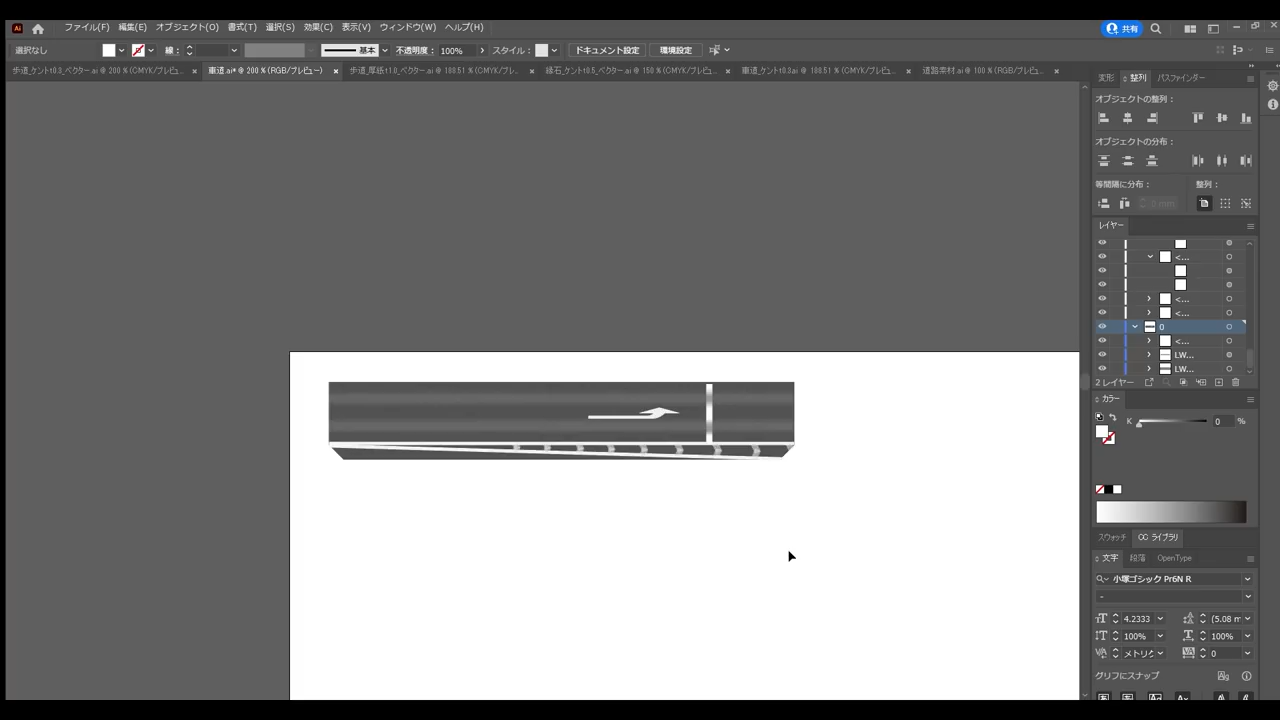 Ai ファイル(F) 編集(E) オブジェクト(O) 書式(T) 選択(S) 効果(C) 表示(V) ウィンドウ(W) ヘルプ(H) 共有
選択なし 線： 基本 不透明度： 100% スタイル： ドキュメント設定 環境設定
歩道_ケントt0.3_ベクター.ai @ 200 % (CMYK/プレビュ... 車道.ai* @ 200 % (RGB/プレビュー) 歩道_厚紙t1.0_ベクター.ai @ 188.51 % (CMYK/プレ... 縁石_ケントt0.5_ベクター.ai @ 150 % (CMYK/プレビュ... 車道_ケントt0.3ai @ 188.51 % (CMYK/プレビュ... 道路素材.ai @ 100 % (RGB/プレビュ...
変形 整列 パスファインダー
オブジェクトの整列：
オブジェクトの分布：
等間隔に分布： 整列：
0 mm
レイヤー
<...
<...
<...
0
<...
LW...
LW...
2 レイヤー
カラー
K 0 %
スウォッチ CC ライブラリ
文字 段落 OpenType
小塚ゴシック Pr6N R
-
4.2333 (5.08 m
100% 100%
メトリク 0
グリフにスナップ